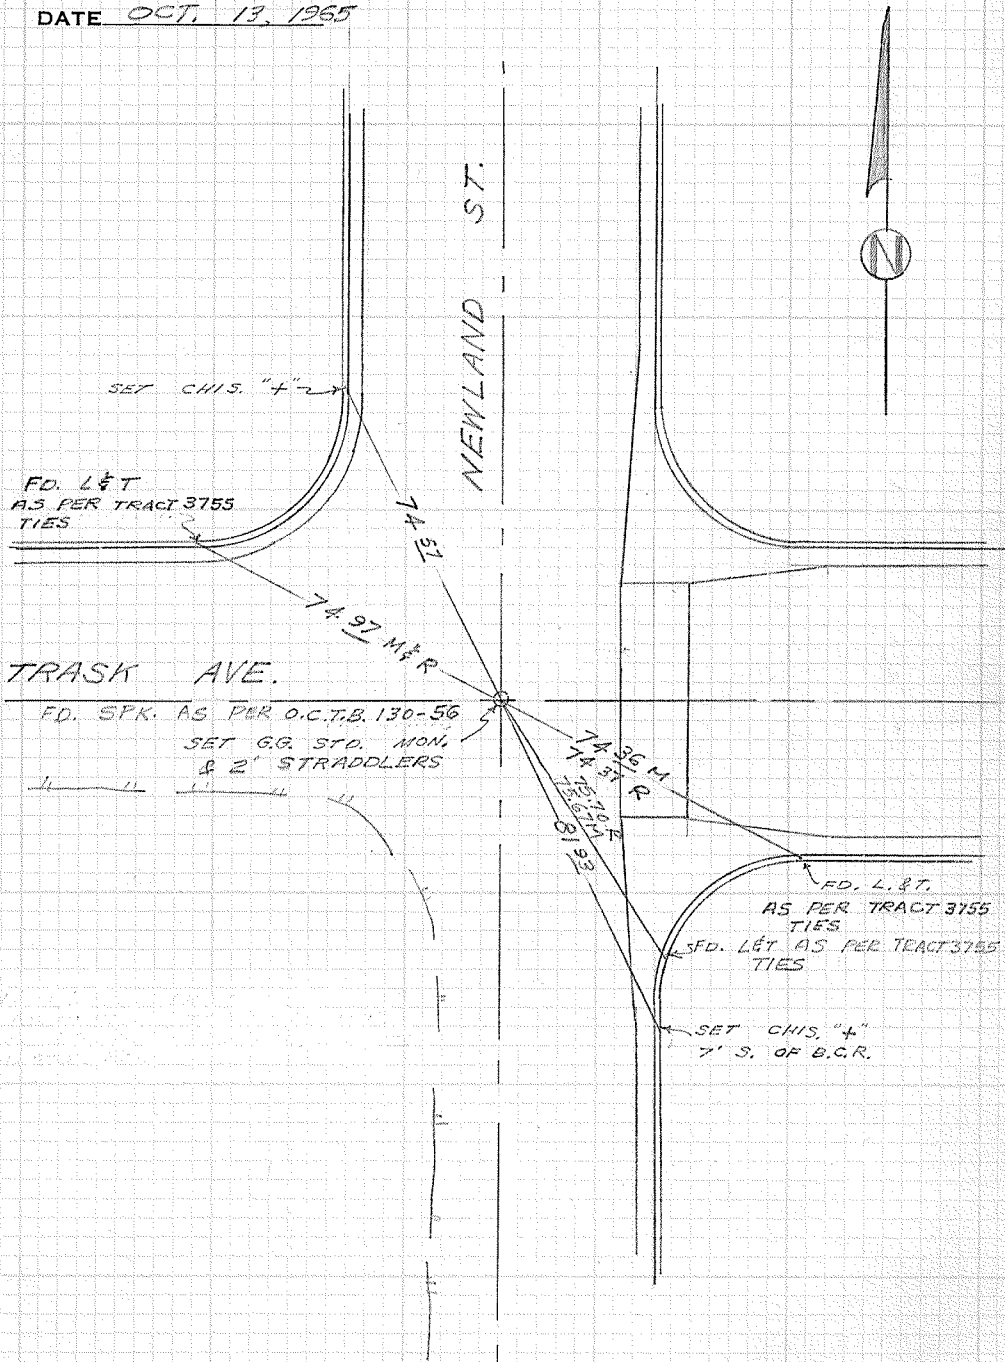 DATE OCT. 13, 1965
N
NEWLAND ST.
SET CHIS. "+"
FD. L & T
AS PER TRACT 3755
TIES
74.51
74.97 M & R
TRASK AVE.
FD. SPK. AS PER O.C.T.B. 130-56
SET G.G. STD. MON.
& 2' STRADDLERS
74.36 M
74.37 R
75.70 R
75.67 M
81.93
FD. L. & T.
AS PER TRACT 3755
TIES
FD. L & T AS PER TRACT 3755
TIES
SET CHIS. "+"
7' S. OF B.C.R.